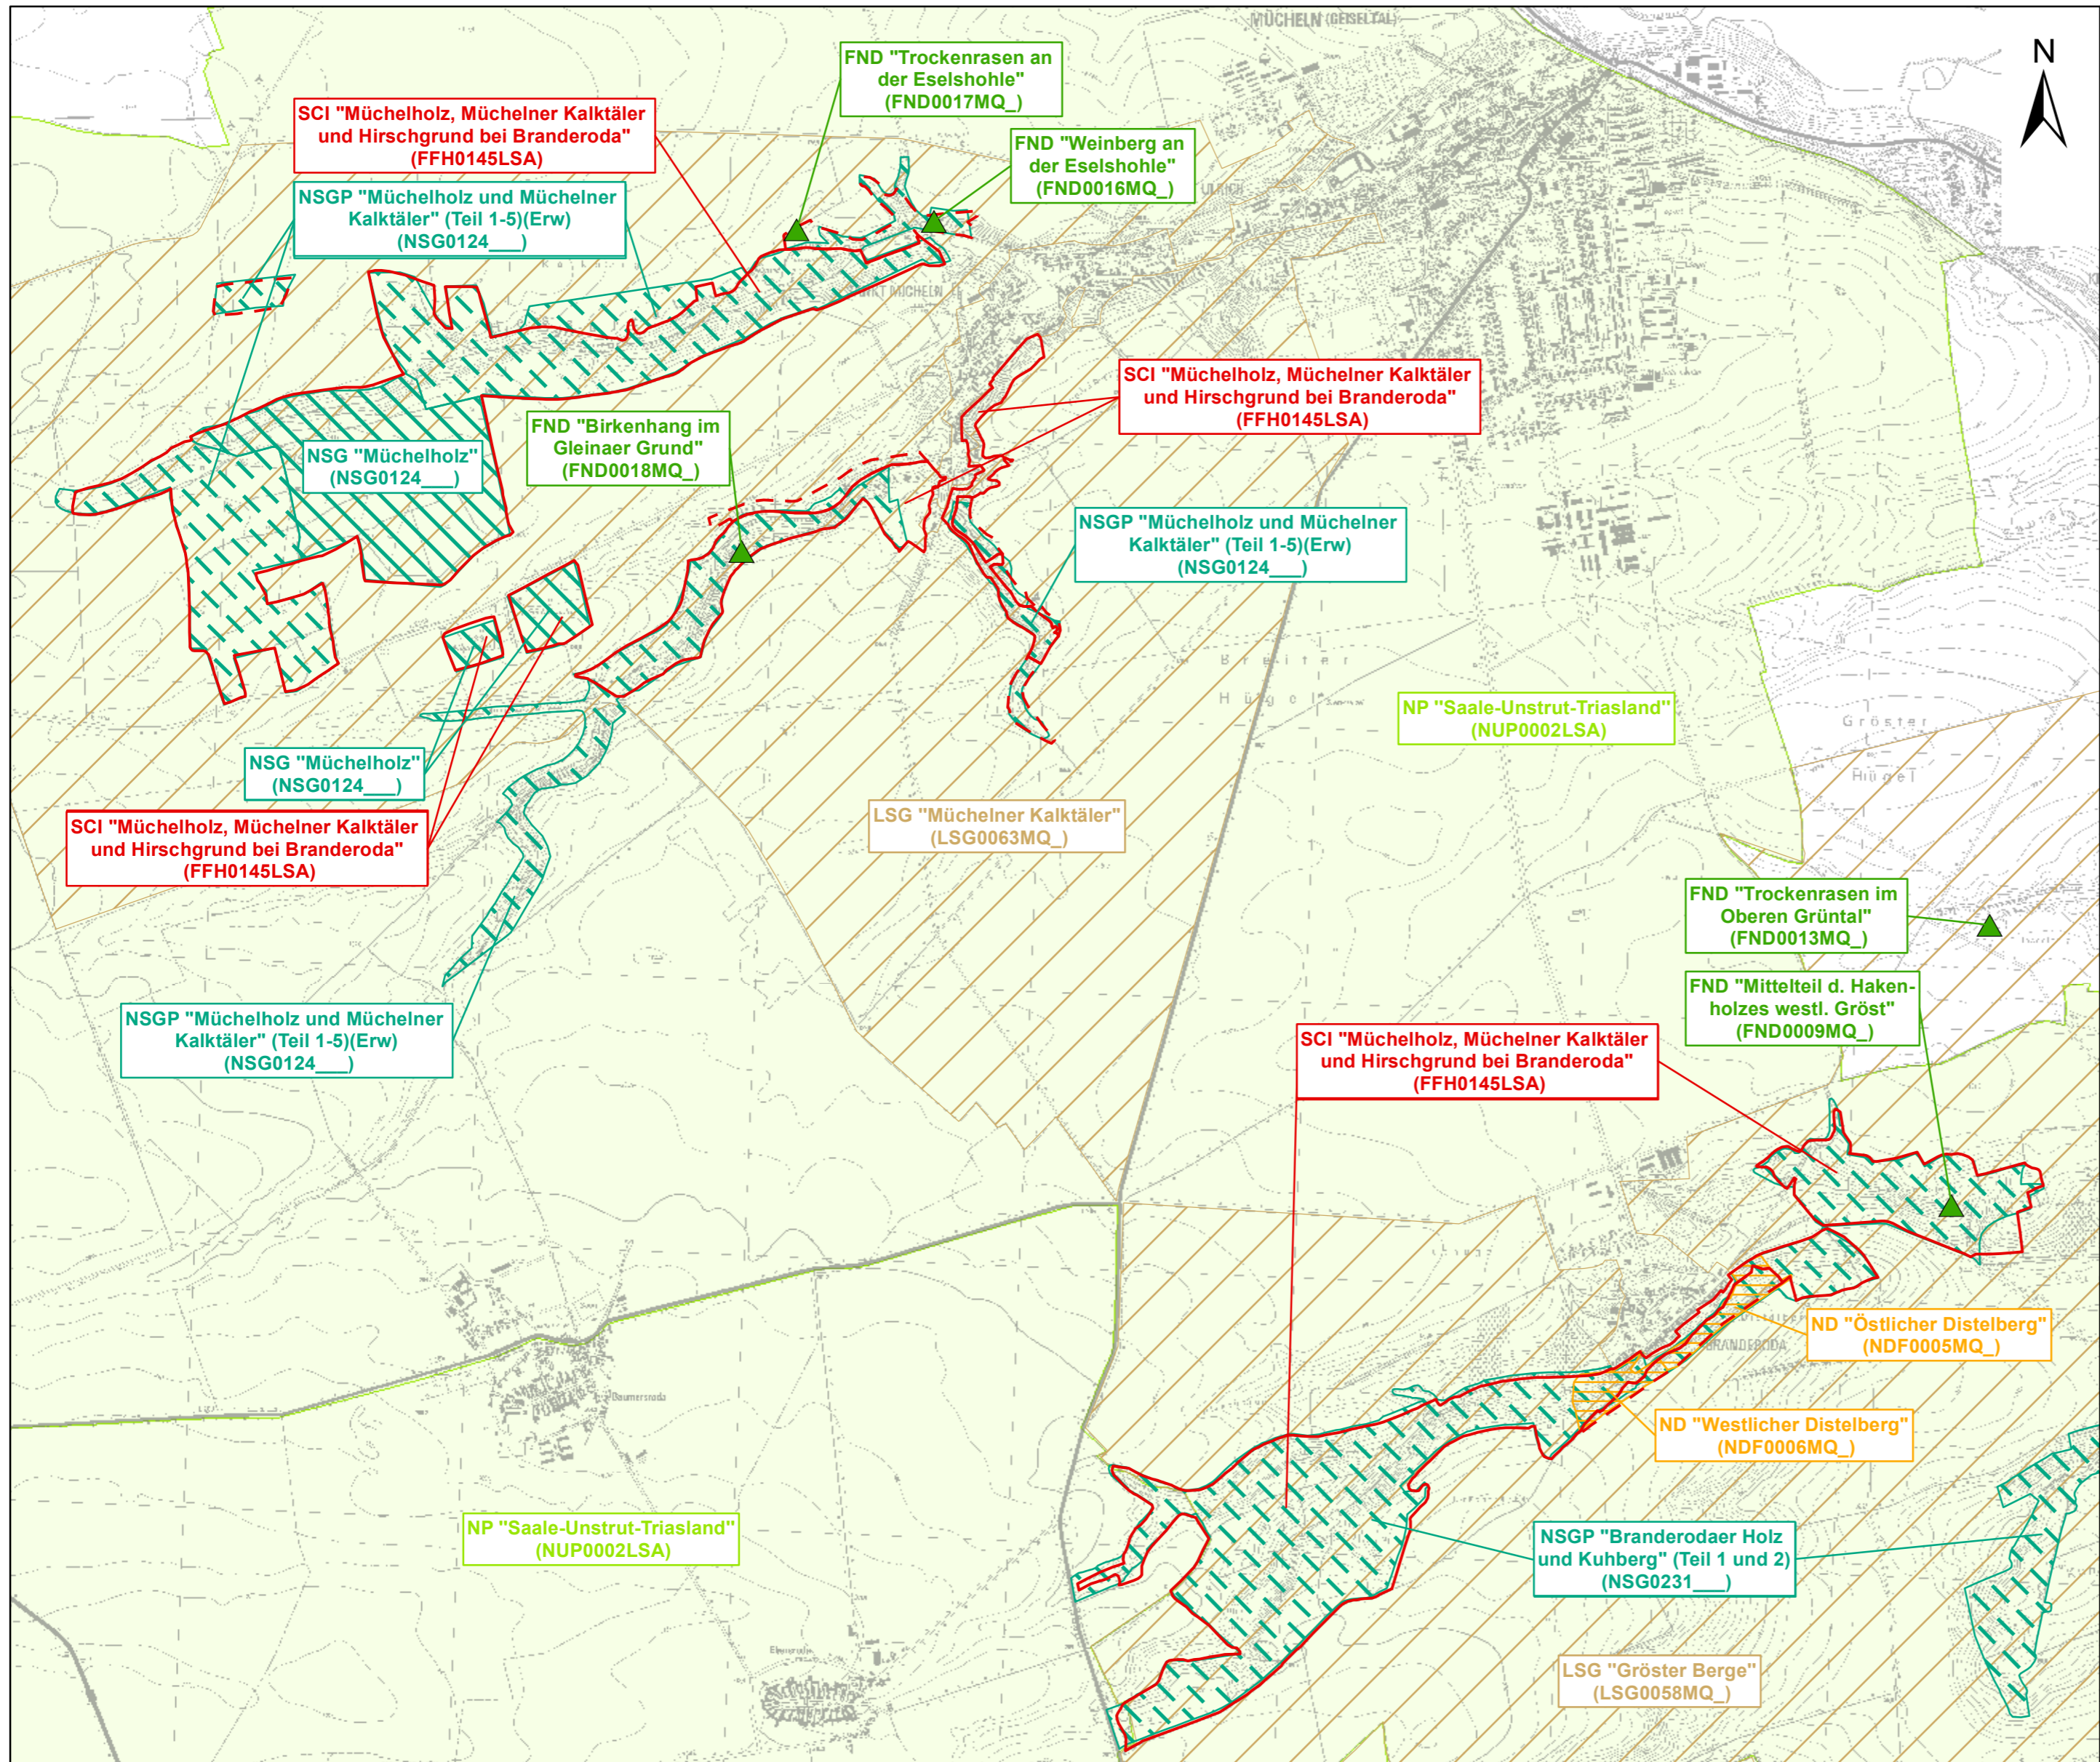 MÜCHELN (GEISELTAL)
N
FND "Trockenrasen an
der Eselshohle"
(FND0017MQ_)
SCI "Müchelholz, Müchelner Kalktäler
und Hirschgrund bei Branderoda"
(FFH0145LSA)
FND "Weinberg an
der Eselshohle"
(FND0016MQ_)
NSGP "Müchelholz und Müchelner
Kalktäler" (Teil 1-5)(Erw)
(NSG0124___)
SCI "Müchelholz, Müchelner Kalktäler
und Hirschgrund bei Branderoda"
(FFH0145LSA)
FND "Birkenhang im
Gleinaer Grund"
(FND0018MQ_)
NSG "Müchelholz"
(NSG0124___)
NSGP "Müchelholz und Müchelner
Kalktäler" (Teil 1-5)(Erw)
(NSG0124___)
Breiter
Hügel
NP "Saale-Unstrut-Triasland"
(NUP0002LSA)
Gröster
Hügel
NSG "Müchelholz"
(NSG0124___)
LSG "Müchelner Kalktäler"
(LSG0063MQ_)
SCI "Müchelholz, Müchelner Kalktäler
und Hirschgrund bei Branderoda"
(FFH0145LSA)
FND "Trockenrasen im
Oberen Grüntal"
(FND0013MQ_)
FND "Mittelteil d. Haken-
holzes westl. Gröst"
(FND0009MQ_)
NSGP "Müchelholz und Müchelner
Kalktäler" (Teil 1-5)(Erw)
(NSG0124___)
SCI "Müchelholz, Müchelner Kalktäler
und Hirschgrund bei Branderoda"
(FFH0145LSA)
ND "Östlicher Distelberg"
(NDF0005MQ_)
BRANDERODA
Baumersroda
ND "Westlicher Distelberg"
(NDF0006MQ_)
NP "Saale-Unstrut-Triasland"
(NUP0002LSA)
NSGP "Branderodaer Holz
und Kuhberg" (Teil 1 und 2)
(NSG0231___)
LSG "Gröster Berge"
(LSG0058MQ_)